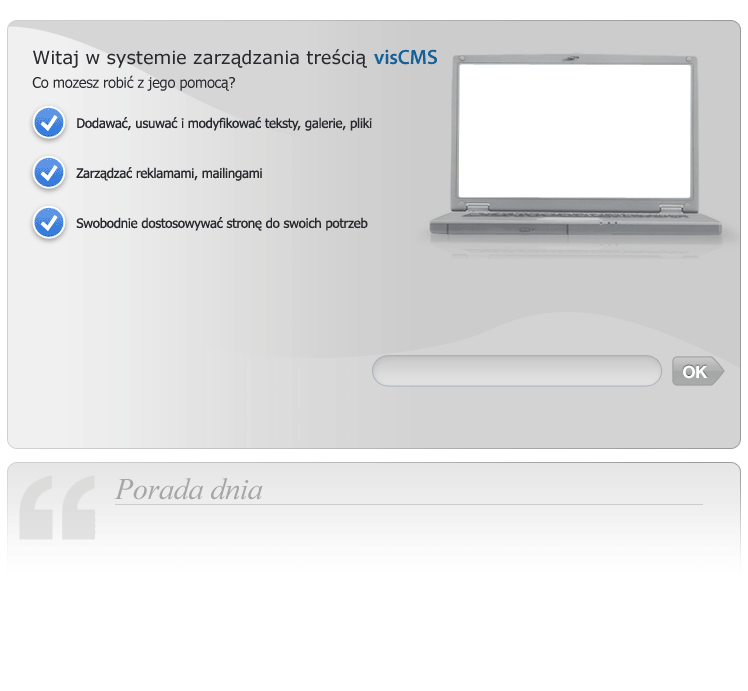 Witaj w systemie zarządzania treścią visCMS
Co mozesz robić z jego pomocą?
Dodawać, usuwać i modyfikować teksty, galerie, pliki
Zarządzać reklamami, mailingami
Swobodnie dostosowywać stronę do swoich potrzeb
OK
“ Porada dnia